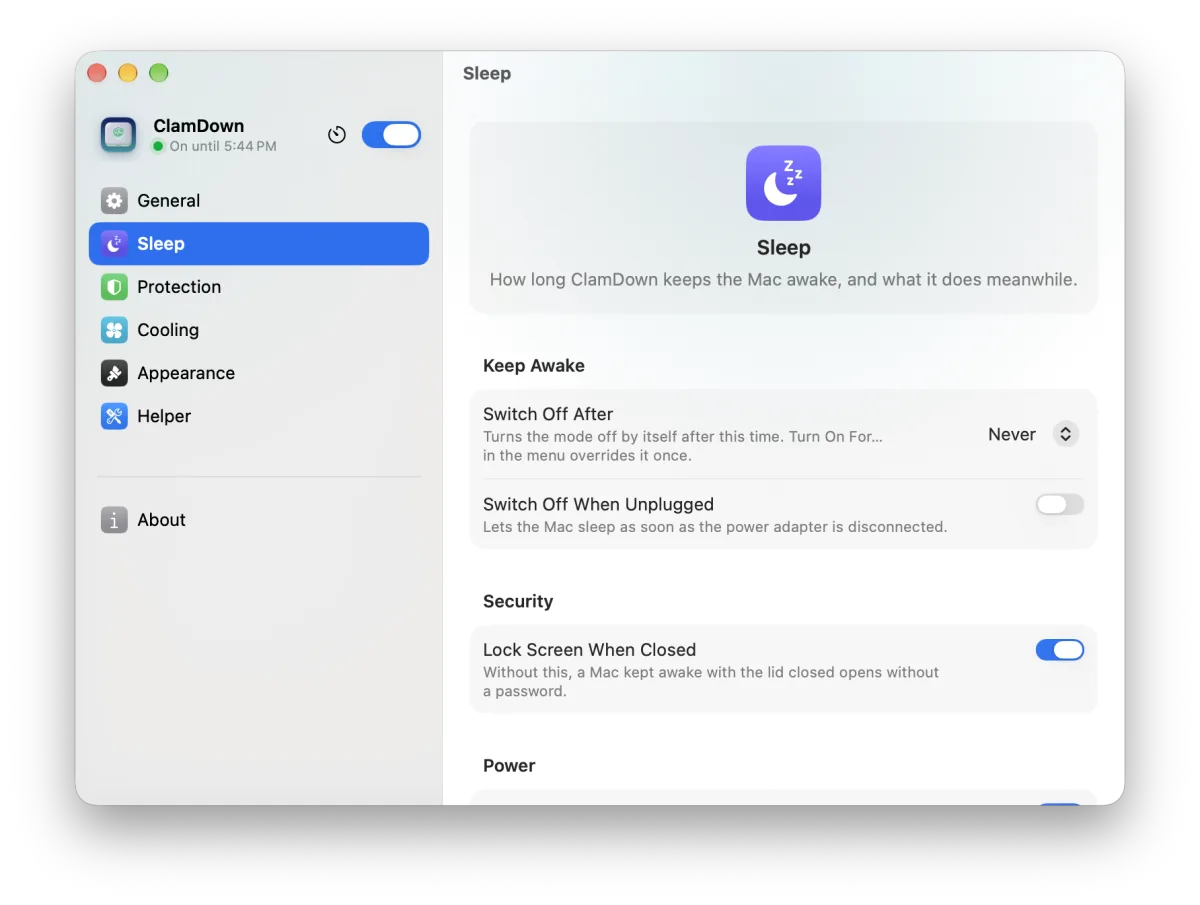 Sleep
ClamDown
On until 5:44 PM
General
Sleep
Protection
Cooling
Appearance
Helper
About
Sleep
How long ClamDown keeps the Mac awake, and what it does meanwhile.
Keep Awake
Switch Off After
Turns the mode off by itself after this time. Turn On For…
in the menu overrides it once.
Never
Switch Off When Unplugged
Lets the Mac sleep as soon as the power adapter is disconnected.
Security
Lock Screen When Closed
Without this, a Mac kept awake with the lid closed opens without
a password.
Power